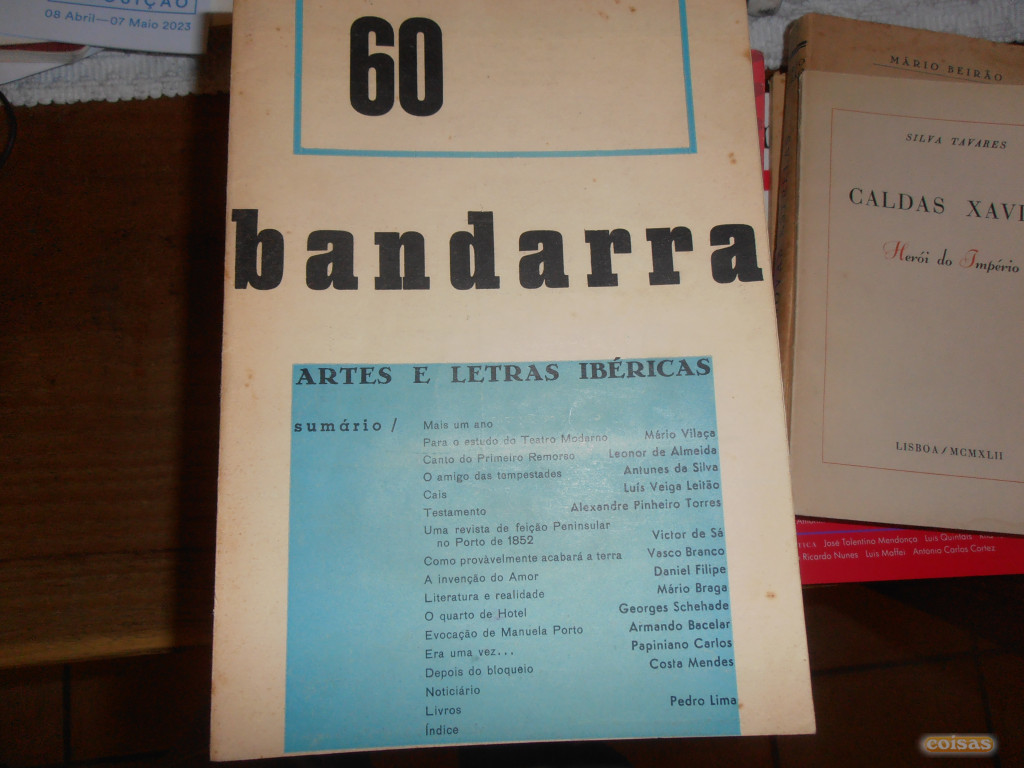 08 Abril—07 Maio 2023
60
bandarra
ARTES E LETRAS IBÉRICAS
sumário /
Mais um ano
Para o estudo do Teatro Moderno Mário Vilaça
Canto do Primeiro Remorso Leonor de Almeida
O amigo das tempestades Antunes da Silva
Cais Luís Veiga Leitão
Testamento Alexandre Pinheiro Torres
Uma revista de feição Peninsular
no Porto de 1852 Victor de Sá
Como provávelmente acabará a terra Vasco Branco
A invenção do Amor Daniel Filipe
Literatura e realidade Mário Braga
O quarto de Hotel Georges Schehade
Evocação de Manuela Porto Armando Bacelar
Era uma vez... Papiniano Carlos
Depois do bloqueio Costa Mendes
Noticiário
Livros Pedro Lima
Índice
MÁRIO BEIRÃO
SILVA TAVARES
CALDAS XAVI
Herói do Império
LISBOA / MCMXLII
José Tolentino Mendonça Luís Quintais
Ricardo Nunes Luis Maffei Antonio Carlos Cortez
coisas